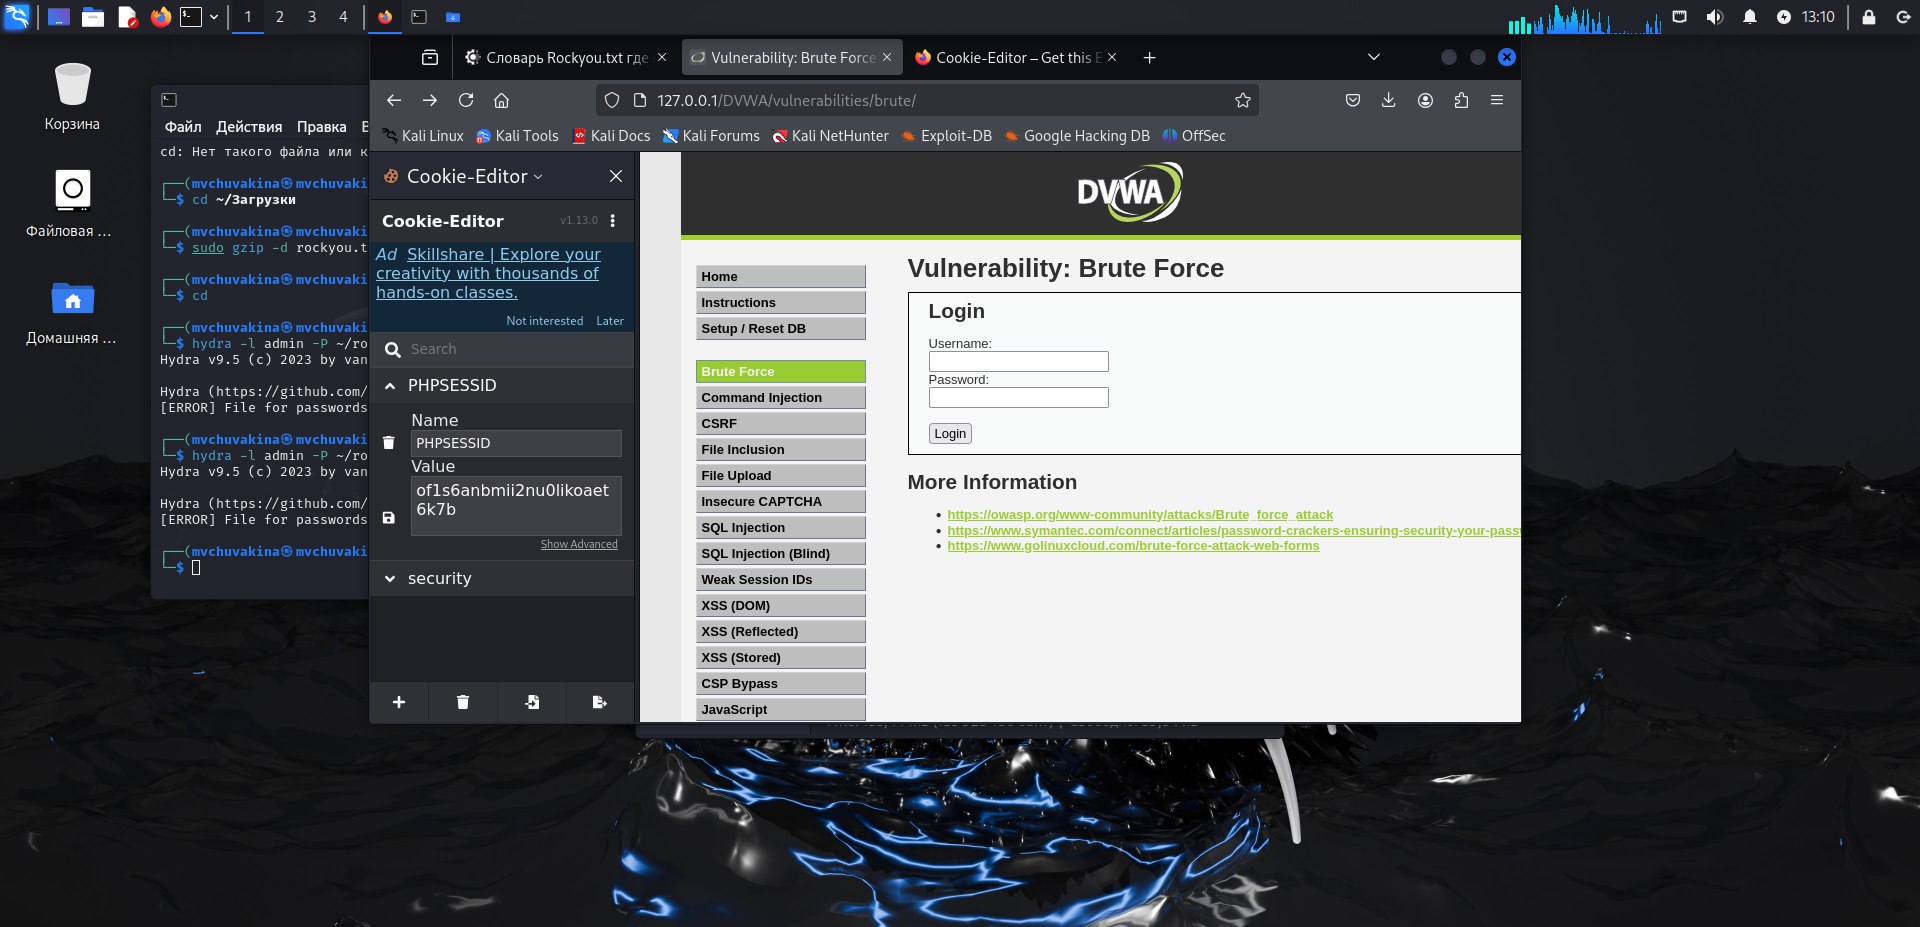 1 2 3 4
13:10
Корзина
Файловая ...
Домашняя ...
Файл Действия Правка
cd: Нет такого файла или к
(mvchuvakina㉿mvchuvaki
$ cd ~/Загрузки
(mvchuvakina㉿mvchuvaki
$ sudo gzip -d rockyou.t
(mvchuvakina㉿mvchuvaki
$ cd
(mvchuvakina㉿mvchuvaki
$ hydra -l admin -P ~/ro
Hydra v9.5 (c) 2023 by van
Hydra (https://github.com/
[ERROR] File for passwords
(mvchuvakina㉿mvchuvaki
$ hydra -l admin -P ~/ro
Hydra v9.5 (c) 2023 by van
Hydra (https://github.com/
[ERROR] File for passwords
(mvchuvakina㉿mvchuvaki
$
Словарь Rockyou.txt где
Vulnerability: Brute Force
Cookie-Editor – Get this E
127.0.0.1/DVWA/vulnerabilities/brute/
Kali Linux Kali Tools Kali Docs Kali Forums Kali NetHunter Exploit-DB Google Hacking DB OffSec
Cookie-Editor
Cookie-Editor v1.13.0
Ad Skillshare | Explore your
creativity with thousands of
hands-on classes.
Not interested Later
Search
PHPSESSID
Name
PHPSESSID
Value
of1s6anbmii2nu0likoaet
6k7b
Show Advanced
security
DVWA
Home
Instructions
Setup / Reset DB
Brute Force
Command Injection
CSRF
File Inclusion
File Upload
Insecure CAPTCHA
SQL Injection
SQL Injection (Blind)
Weak Session IDs
XSS (DOM)
XSS (Reflected)
XSS (Stored)
CSP Bypass
JavaScript
Vulnerability: Brute Force
Login
Username:
Password:
Login
More Information
https://owasp.org/www-community/attacks/Brute_force_attack
https://www.symantec.com/connect/articles/password-crackers-ensuring-security-your-pass
https://www.golinuxcloud.com/brute-force-attack-web-forms